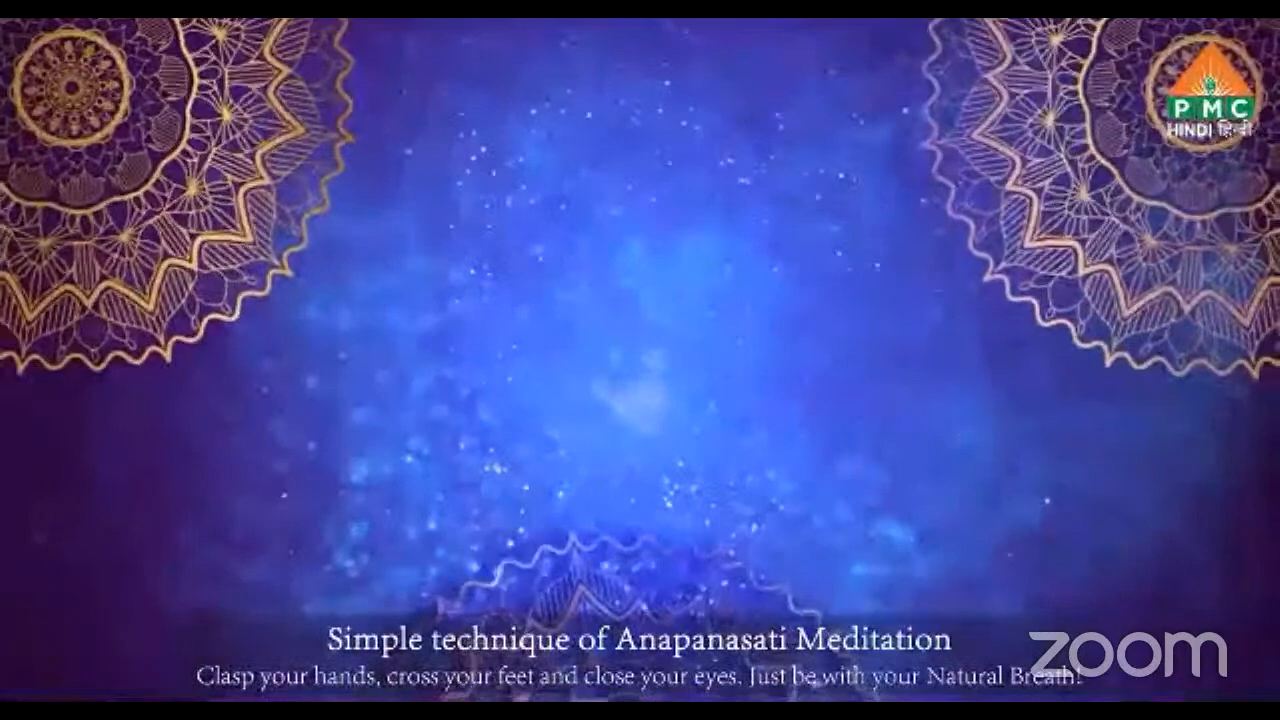 PMC
HINDI हिन्दी
Simple technique of Anapanasati Meditation
Clasp your hands, cross your feet and close your eyes. Just be with your Natural Breath!
zoom